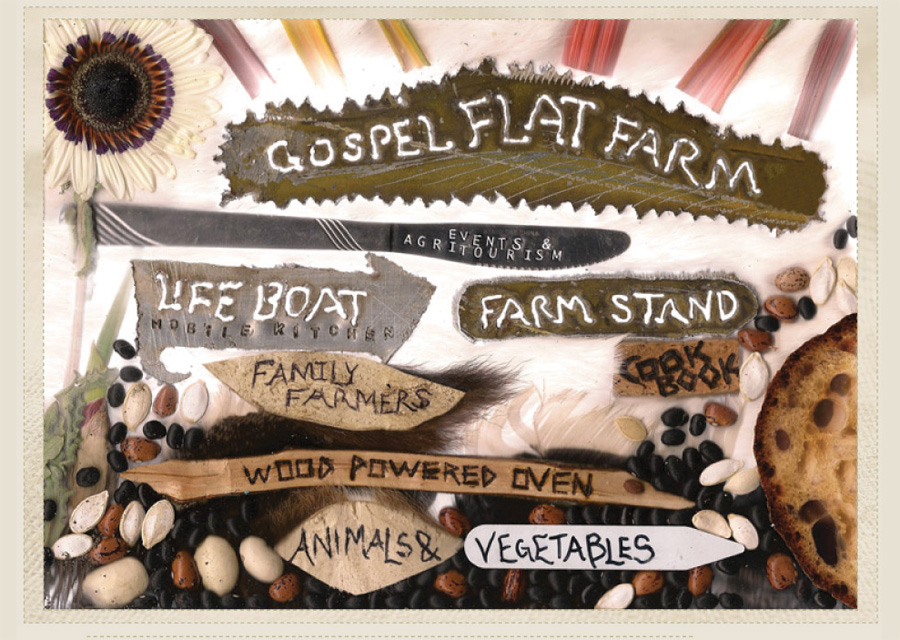 GOSPEL FLAT FARM
EVENTS &
AGRITOURISM
LIFE BOAT
MOBILE KITCHEN
FARM STAND
COOK
BOOK
FAMILY
FARMERS
WOOD POWERED OVEN
ANIMALS &
VEGETABLES